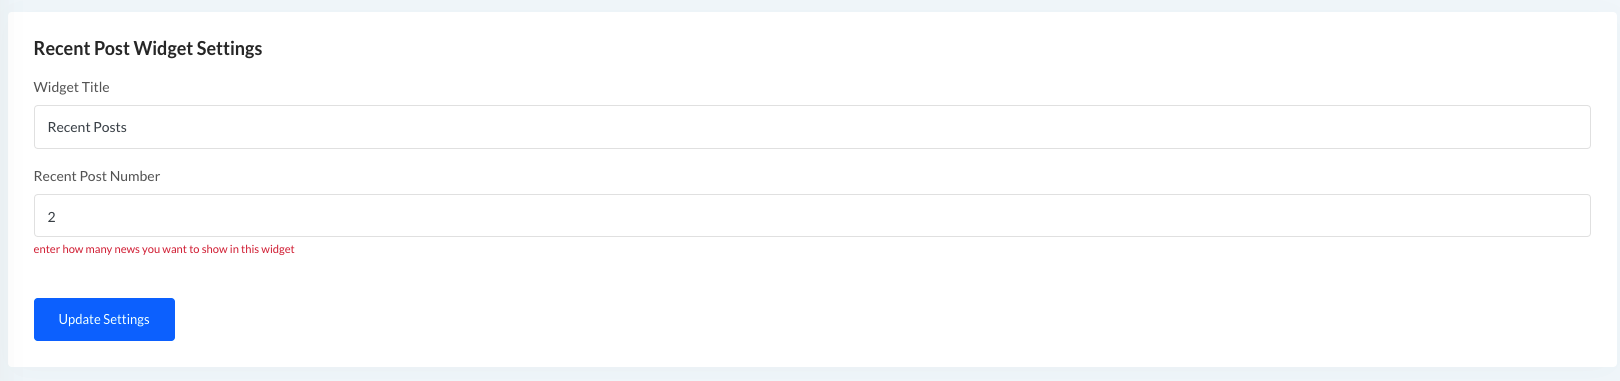 Recent Post Widget Settings
Widget Title
Recent Posts
Recent Post Number
2
enter how many news you want to show in this widget
Update Settings